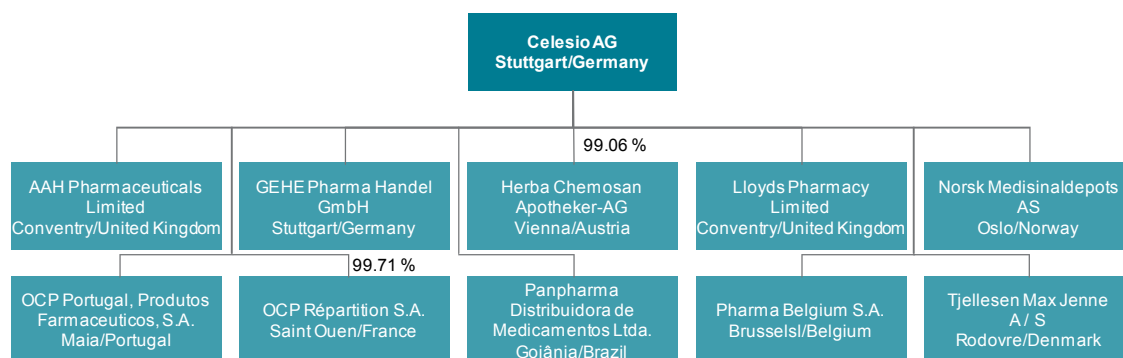 Celesio AG
Stuttgart/Germany
99.06 %
AAH Pharmaceuticals
Limited
Conventry/United Kingdom
GEHE Pharma Handel
GmbH
Stuttgart/Germany
Herba Chemosan
Apotheker-AG
Vienna/Austria
Lloyds Pharmacy
Limited
Conventry/United Kingdom
Norsk Medisinaldepots
AS
Oslo/Norway
99.71 %
OCP Portugal, Produtos
Farmaceuticos, S.A.
Maia/Portugal
OCP Répartition S.A.
Saint Ouen/France
Panpharma
Distribuidora de
Medicamentos Ltda.
Goiânia/Brazil
Pharma Belgium S.A.
Brusselsl/Belgium
Tjellesen Max Jenne
A / S
Rodovre/Denmark